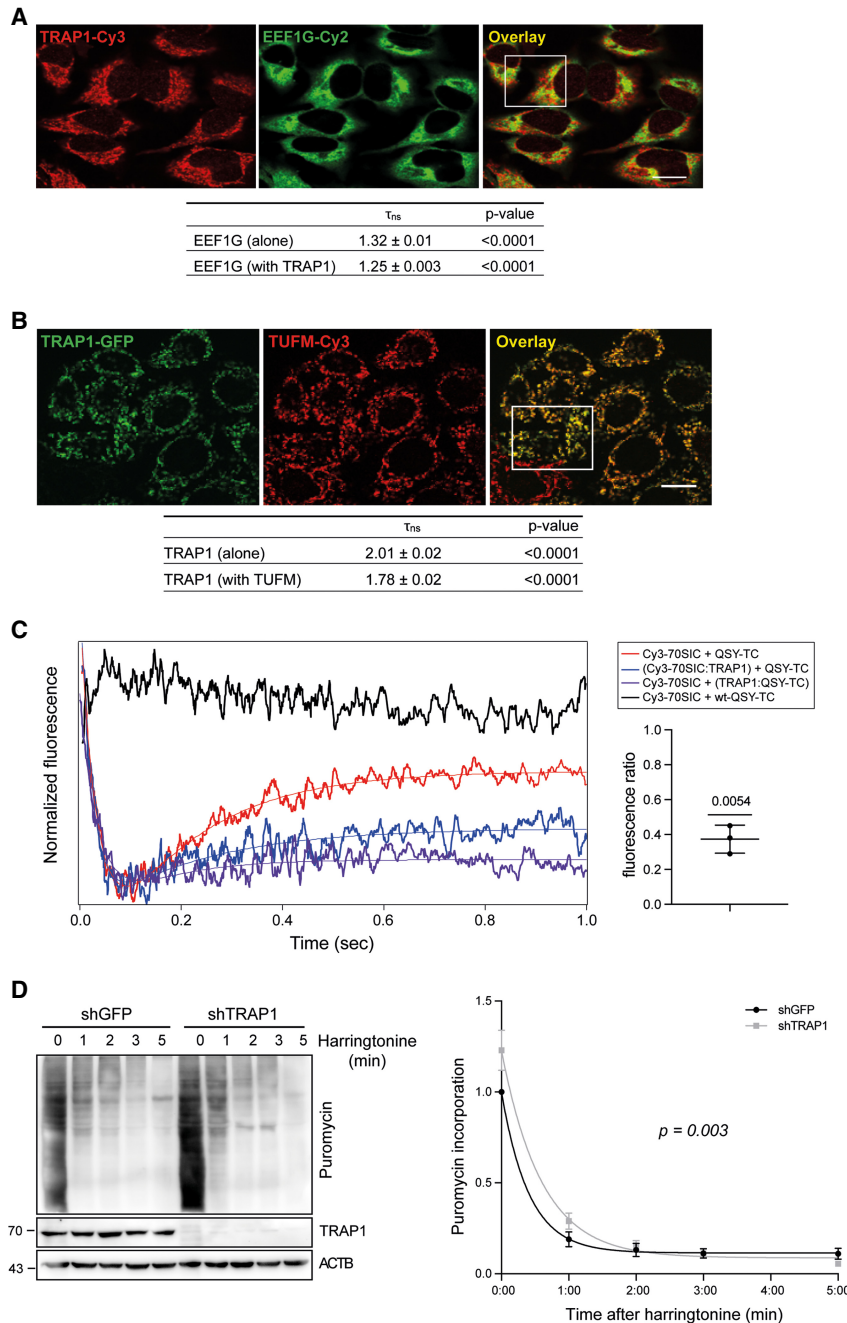 A
TRAP1-Cy3 EEF1G-Cy2 Overlay
τns p-value
EEF1G (alone) 1.32 ± 0.01 <0.0001
EEF1G (with TRAP1) 1.25 ± 0.003 <0.0001
B
TRAP1-GFP TUFM-Cy3 Overlay
τns p-value
TRAP1 (alone) 2.01 ± 0.02 <0.0001
TRAP1 (with TUFM) 1.78 ± 0.02 <0.0001
C
Normalized fluorescence
0.0 0.2 0.4 0.6 0.8 1.0
Time (sec)
Cy3-70SIC + QSY-TC
(Cy3-70SIC:TRAP1) + QSY-TC
Cy3-70SIC + (TRAP1:QSY-TC)
Cy3-70SIC + wt-QSY-TC
fluorescence ratio
1.0
0.8
0.6
0.4
0.2
0.0
0.0054
D
shGFP shTRAP1
0 1 2 3 5 0 1 2 3 5 Harringtonine
(min)
Puromycin
70 TRAP1
43 ACTB
Puromycin incorporation
1.5
1.0
0.5
0.0
shGFP
shTRAP1
p = 0.003
0:00 1:00 2:00 3:00 4:00 5:00
Time after harringtonine (min)